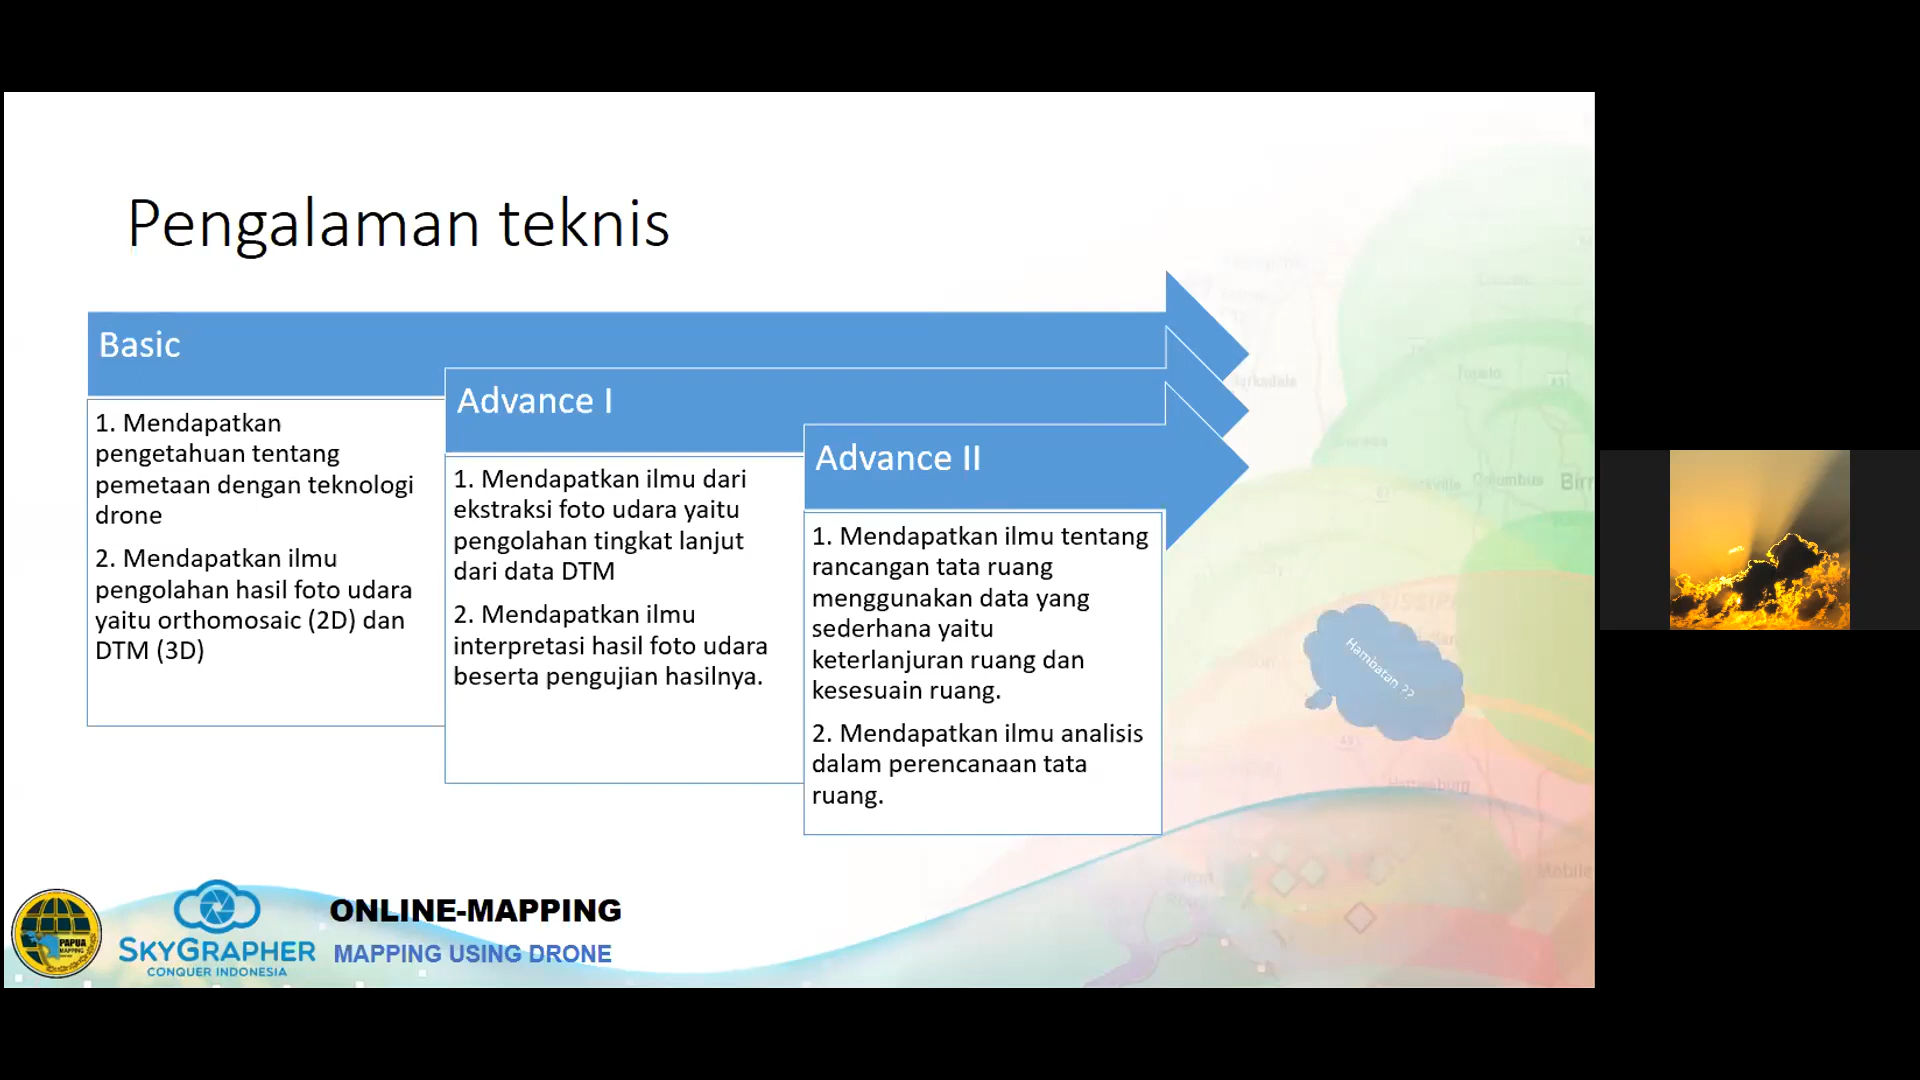 Pengalaman teknis
Basic
1. Mendapatkan
pengetahuan tentang
pemetaan dengan teknologi
drone
2. Mendapatkan ilmu
pengolahan hasil foto udara
yaitu orthomosaic (2D) dan
DTM (3D)
Advance I
1. Mendapatkan ilmu dari
ekstraksi foto udara yaitu
pengolahan tingkat lanjut
dari data DTM
2. Mendapatkan ilmu
interpretasi hasil foto udara
beserta pengujian hasilnya.
Advance II
1. Mendapatkan ilmu tentang
rancangan tata ruang
menggunakan data yang
sederhana yaitu
keterlanjuran ruang dan
kesesuain ruang.
2. Mendapatkan ilmu analisis
dalam perencanaan tata
ruang.
Hambatan ??
Tupelo
Columbus
Mobile
PAPUA
SKYGRAPHER
CONQUER INDONESIA
ONLINE-MAPPING
MAPPING USING DRONE